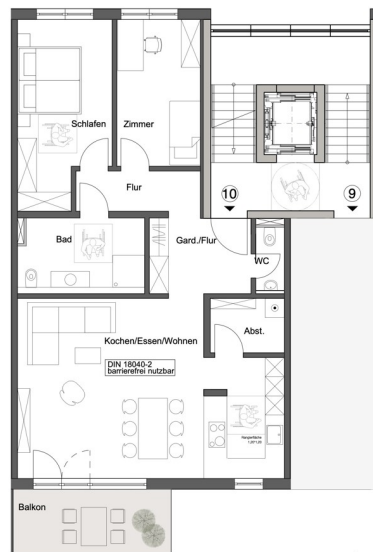 Schlafen
Zimmer
Flur
10
9
Bad
Gard./Flur
WC
Abst.
Kochen/Essen/Wohnen
DIN 18040-2
barrierefrei nutzbar
Balkon